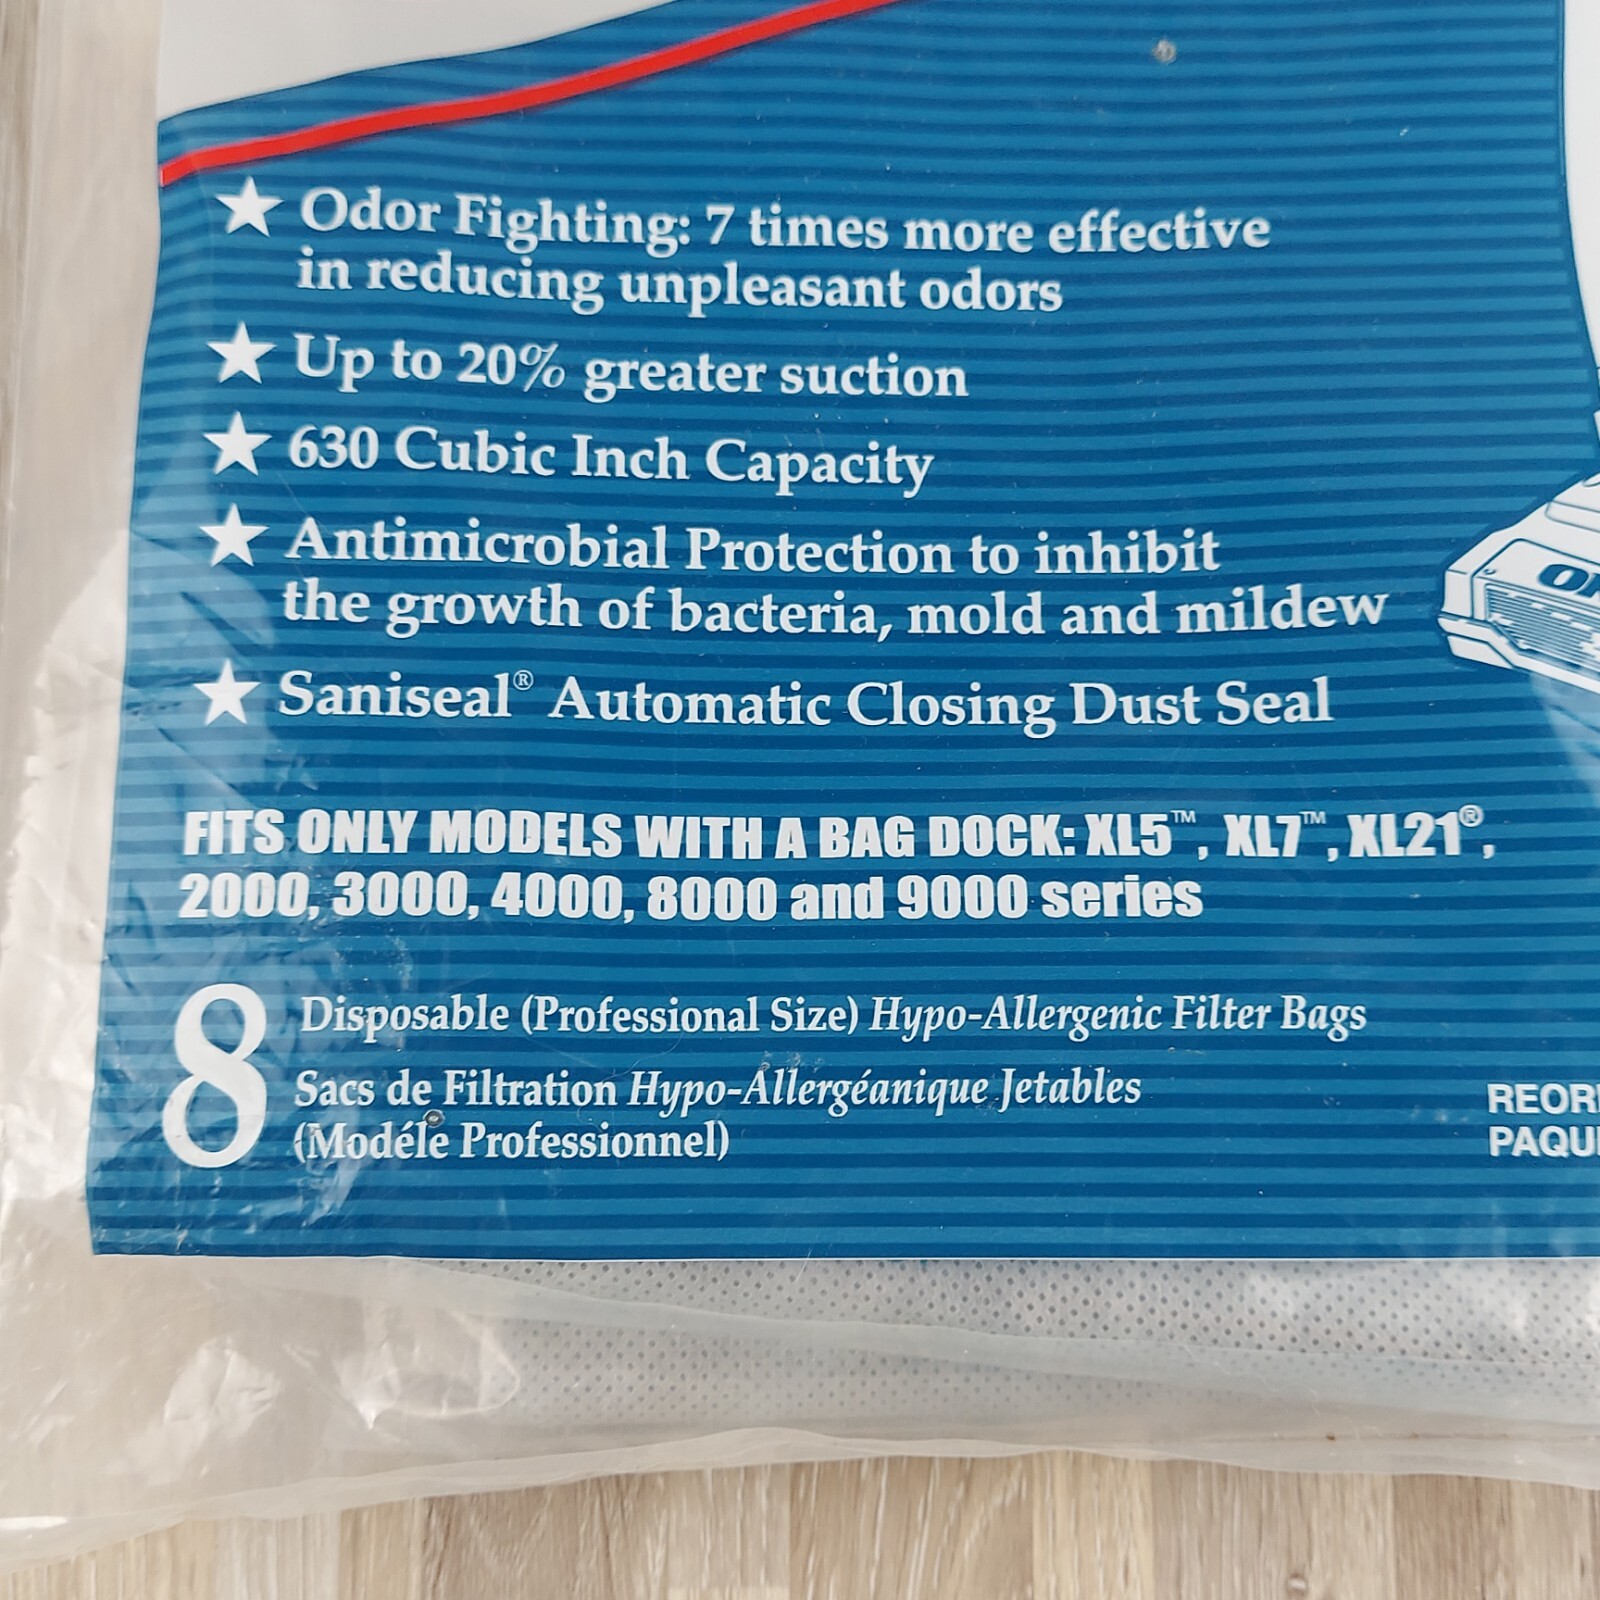 ★ Odor Fighting: 7 times more effective
in reducing unpleasant odors
★ Up to 20% greater suction
★ 630 Cubic Inch Capacity
★ Antimicrobial Protection to inhibit
the growth of bacteria, mold and mildew
★ Saniseal® Automatic Closing Dust Seal
FITS ONLY MODELS WITH A BAG DOCK: XL5™, XL7™, XL21®,
2000, 3000, 4000, 8000 and 9000 series
8 Disposable (Professional Size) Hypo-Allergenic Filter Bags
Sacs de Filtration Hypo-Allergéanique Jetables
(Modéle Professionnel)